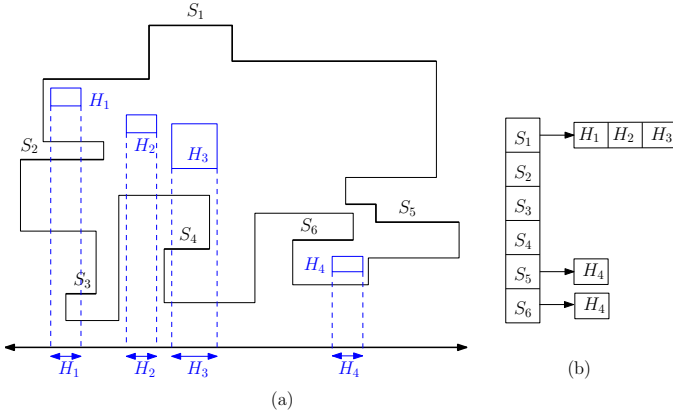 S₁
H₁
H₂
S₂
H₃
S₁ H₁ H₂ H₃
S₂
S₃
S₄
S₅ H₄
S₆ H₄
S₅
S₆
S₄
H₄
S₃
H₁ H₂ H₃ H₄
(a)
(b)